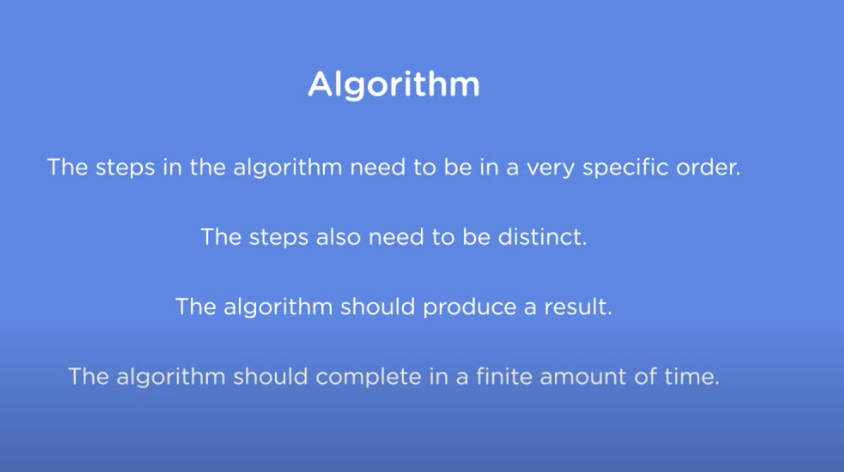 Algorithm
The steps in the algorithm need to be in a very specific order.
The steps also need to be distinct.
The algorithm should produce a result.
The algorithm should complete in a finite amount of time.